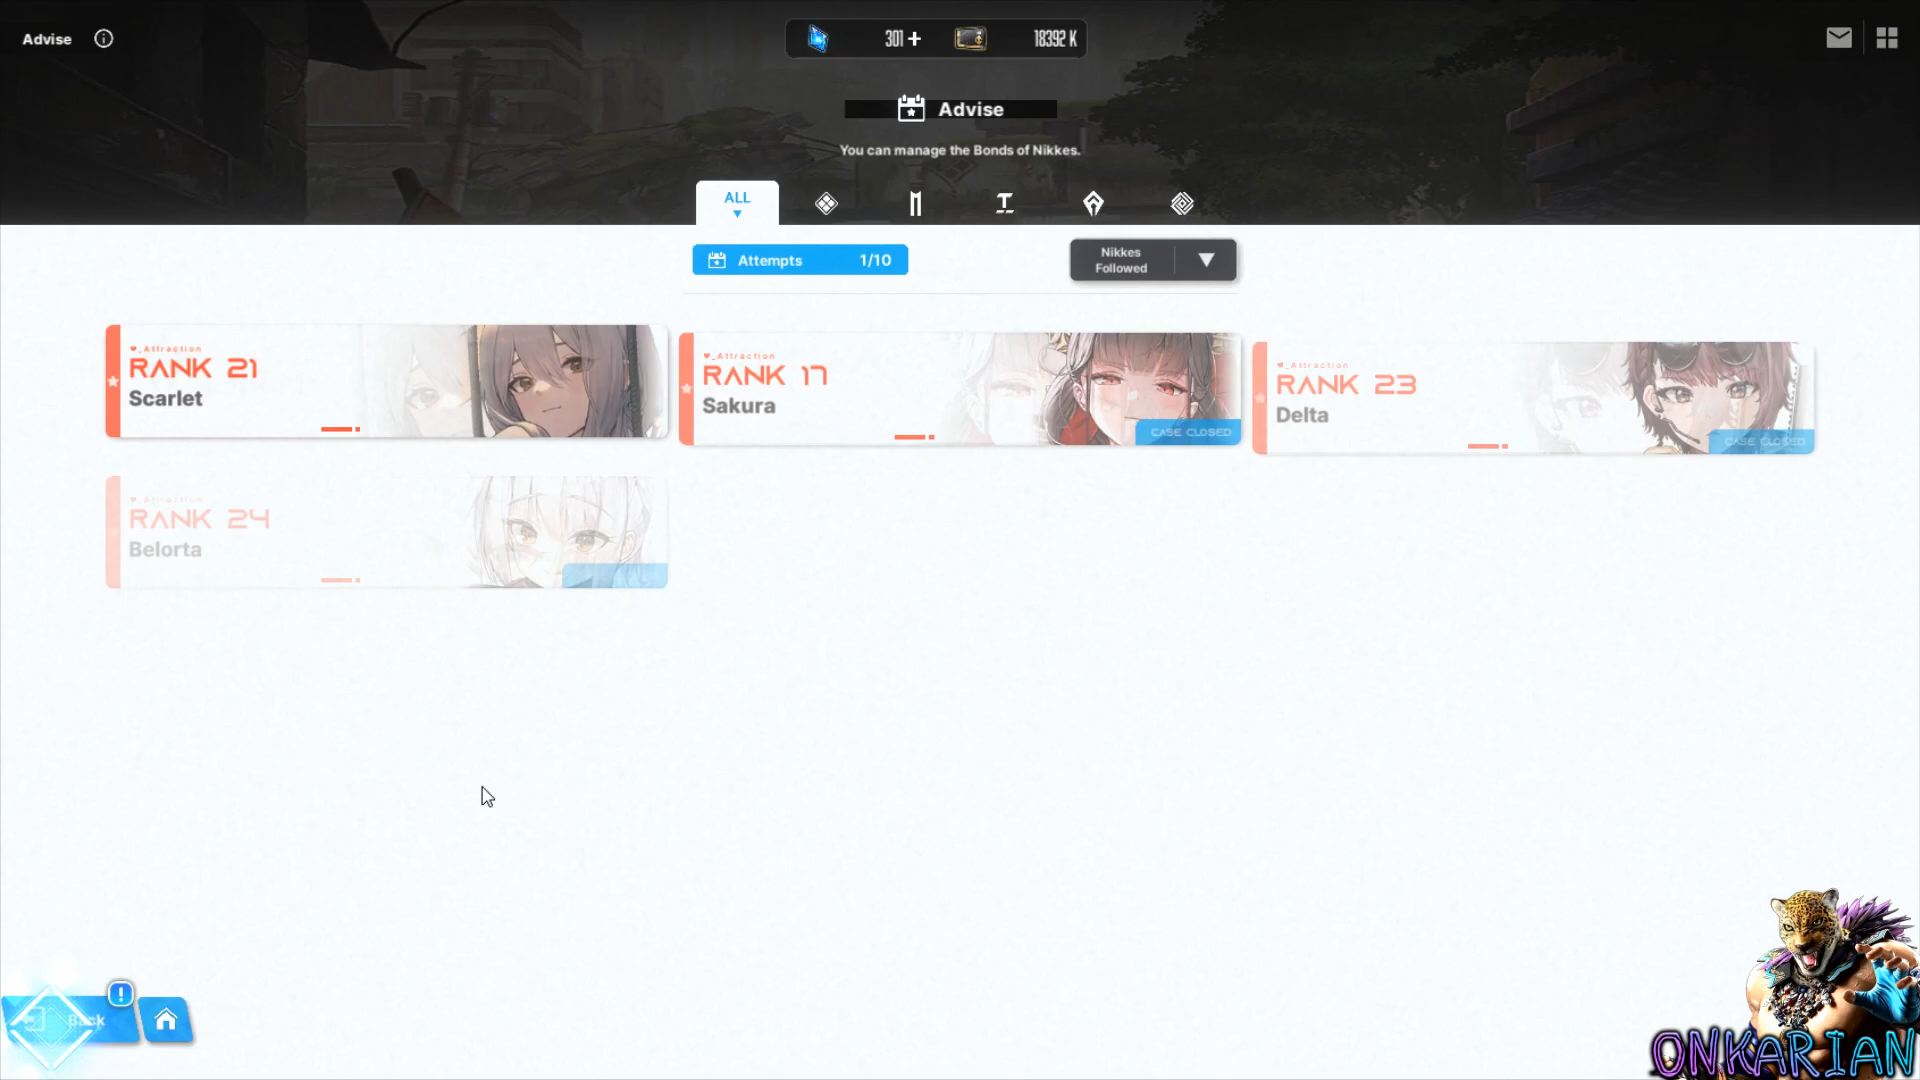 Advise
301
18392 K
Advise
You can manage the Bonds of Nikkes.
ALL
Attempts 1/10
Nikkes
Followed
Attraction
RANK 21
Scarlet
Attraction
RANK 17
Sakura
CASE CLOSED
Attraction
RANK 23
Delta
CASE CLOSED
Attraction
RANK 24
Belorta
Back
ONKARIAN